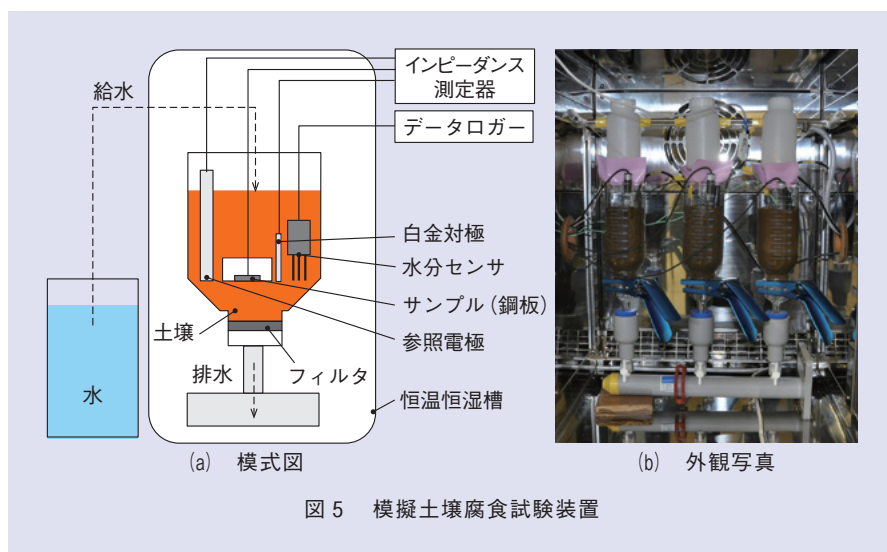 インピーダンス
測定器
給水
データロガー
白金対極
水分センサ
サンプル（鋼板）
土壌
参照電極
排水
フィルタ
水
恒温恒湿槽
(a) 模式図
(b) 外観写真
図 5 模擬土壌腐食試験装置